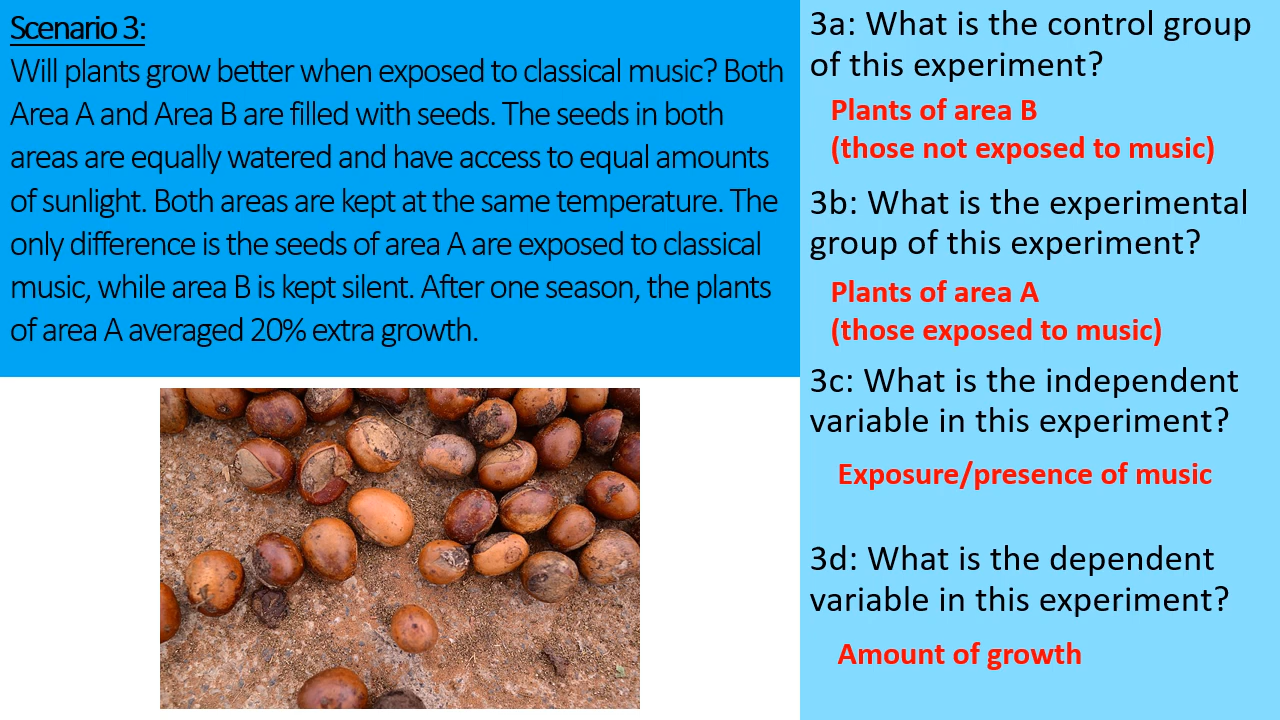 Scenario 3:
Will plants grow better when exposed to classical music? Both
Area A and Area B are filled with seeds. The seeds in both
areas are equally watered and have access to equal amounts
of sunlight. Both areas are kept at the same temperature. The
only difference is the seeds of area A are exposed to classical
music, while area B is kept silent. After one season, the plants
of area A averaged 20% extra growth.
3a: What is the control group
of this experiment?
Plants of area B
(those not exposed to music)
3b: What is the experimental
group of this experiment?
Plants of area A
(those exposed to music)
3c: What is the independent
variable in this experiment?
Exposure/presence of music
3d: What is the dependent
variable in this experiment?
Amount of growth